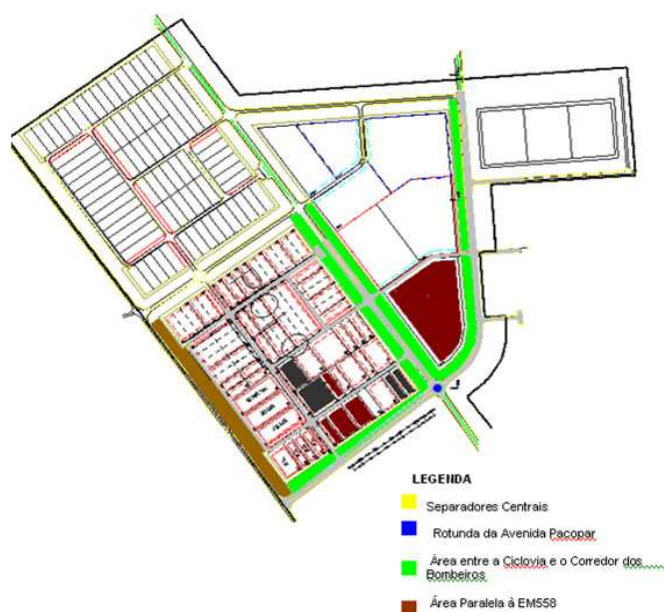 LEGENDA
Separadores Centrais
Rotunda da Avenida Pacopar
Área entre a Ciclovia e o Corredor dos
Bombeiros
Área Paralela à EM558